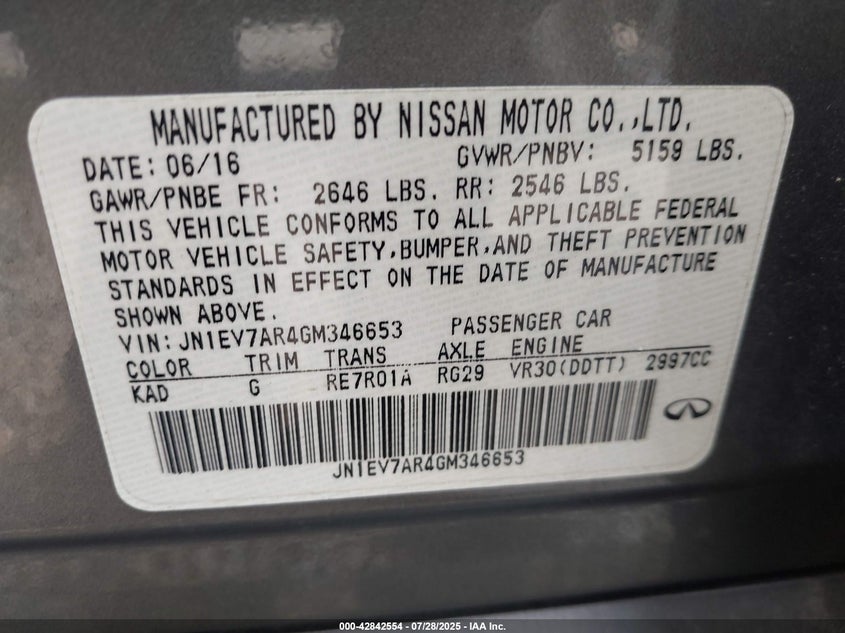 MANUFACTURED BY NISSAN MOTOR CO.,LTD.
DATE: 06/16 GVWR/PNBV: 5159 LBS.
GAWR/PNBE FR: 2646 LBS. RR: 2546 LBS.
THIS VEHICLE CONFORMS TO ALL APPLICABLE FEDERAL
MOTOR VEHICLE SAFETY,BUMPER,AND THEFT PREVENTION
STANDARDS IN EFFECT ON THE DATE OF MANUFACTURE
SHOWN ABOVE.
VIN: JN1EV7AR4GM346653 PASSENGER CAR
COLOR TRIM TRANS AXLE ENGINE
KAD G RE7R01A RG29 VR30(DDTT) 2997CC
JN1EV7AR4GM346653
000-42842554 | 07/28/2025 - IAA Inc.